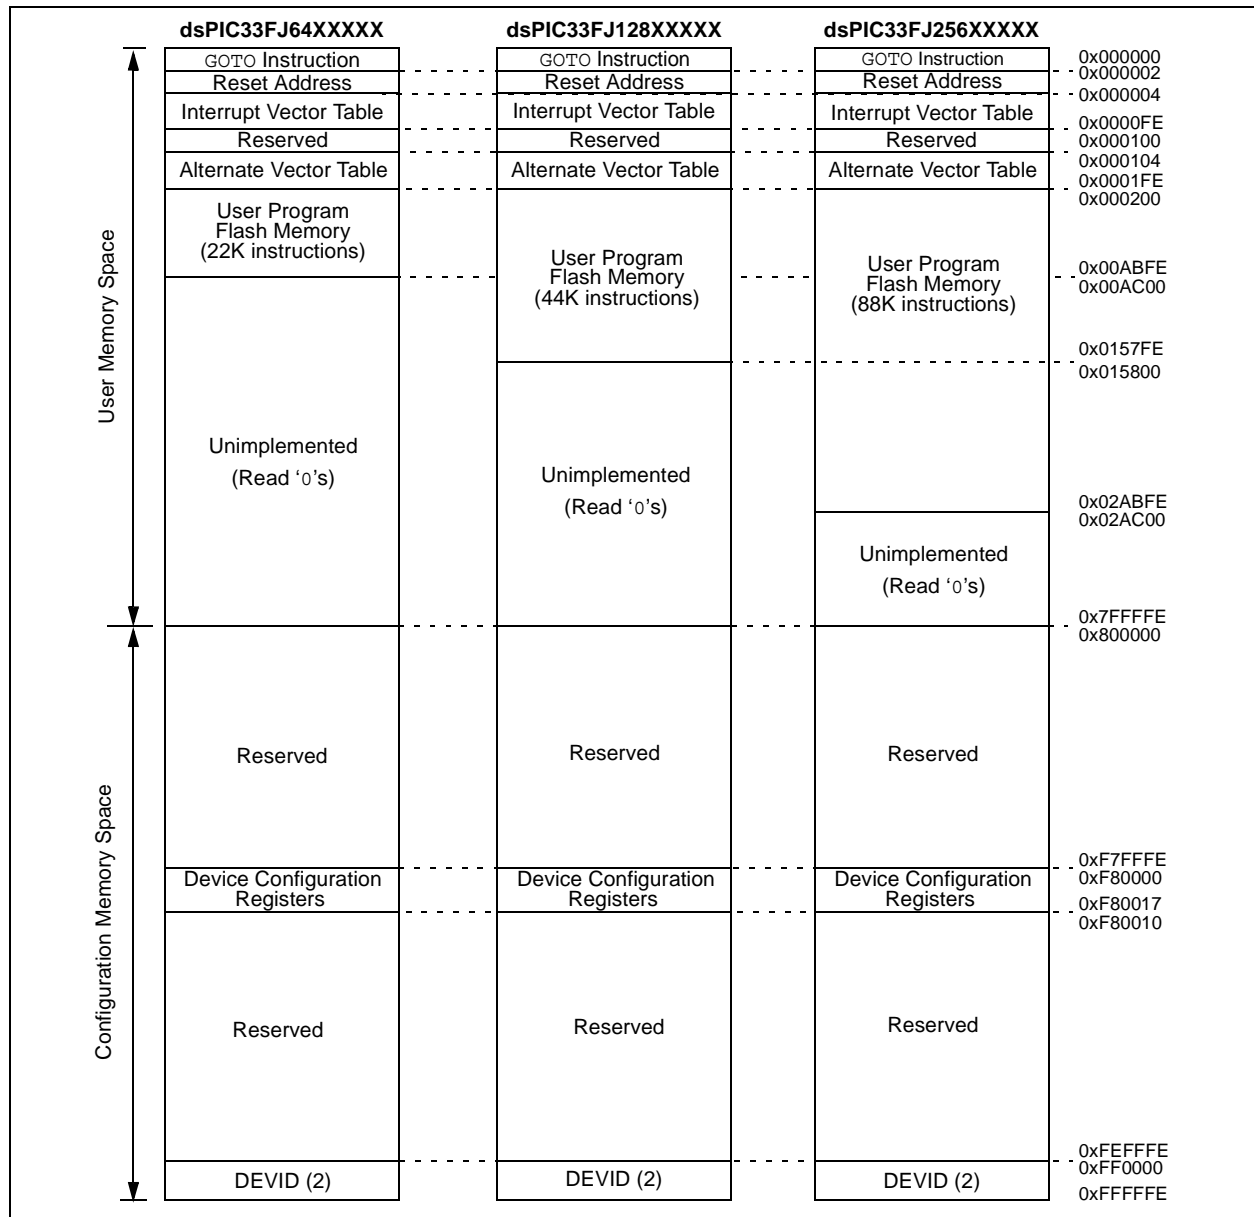 dsPIC33FJ64XXXXX
dsPIC33FJ128XXXXX
dsPIC33FJ256XXXXX
GOTO Instruction
GOTO Instruction
GOTO Instruction
0x000000
0x000002
Reset Address
Reset Address
Reset Address
0x000004
Interrupt Vector Table
Interrupt Vector Table
Interrupt Vector Table
0x0000FE
Reserved
Reserved
Reserved
0x000100
0x000104
Alternate Vector Table
Alternate Vector Table
Alternate Vector Table
0x0001FE
0x000200
User Program
Flash Memory
(22K instructions)
User Program
Flash Memory
(44K instructions)
User Program
Flash Memory
(88K instructions)
0x00ABFE
0x00AC00
0x0157FE
0x015800
User Memory Space
Unimplemented
(Read ‘0’s)
Unimplemented
(Read ‘0’s)
0x02ABFE
0x02AC00
Unimplemented
(Read ‘0’s)
0x7FFFFE
0x800000
Reserved
Reserved
Reserved
Configuration Memory Space
0xF7FFFE
0xF80000
Device Configuration
Registers
Device Configuration
Registers
Device Configuration
Registers
0xF80017
0xF80010
Reserved
Reserved
Reserved
0xFEFFFE
0xFF0000
DEVID (2)
DEVID (2)
DEVID (2)
0xFFFFFE